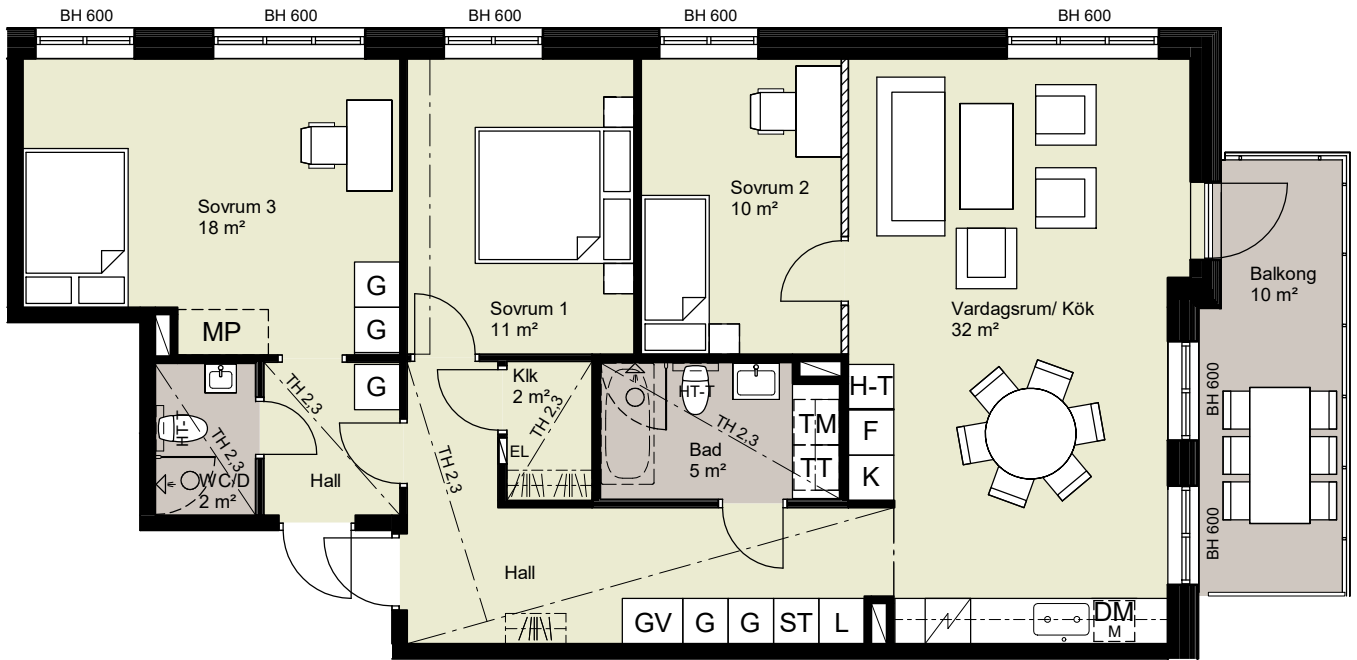 BH 600
BH 600
BH 600
BH 600
BH 600
Sovrum 3
18 m²
Sovrum 2
10 m²
Balkong
10 m²
Sovrum 1
11 m²
Vardagsrum/ Kök
32 m²
G
G
G
MP
TH 2,3
Klk
2 m²
TH 2,3
EL
HT-T
TH 2,3
Bad
5 m²
TM
TT
H-T
F
K
BH 600
BH 600
HT-T
TH 2,3
WC/D
2 m²
Hall
TH 2,3
Hall
GV
G
G
ST
L
DM
M